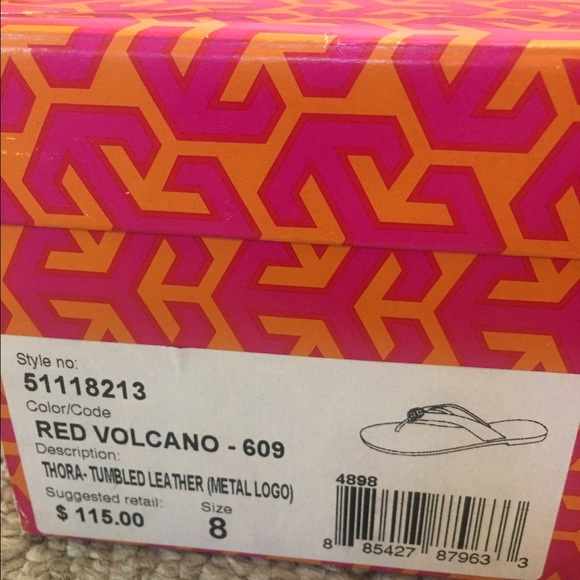 Style no:
51118213
Color/Code
RED VOLCANO - 609
Description:
THORA- TUMBLED LEATHER (METAL LOGO)
Suggested retail: Size
$ 115.00 8
4898
8 85427 87963 3